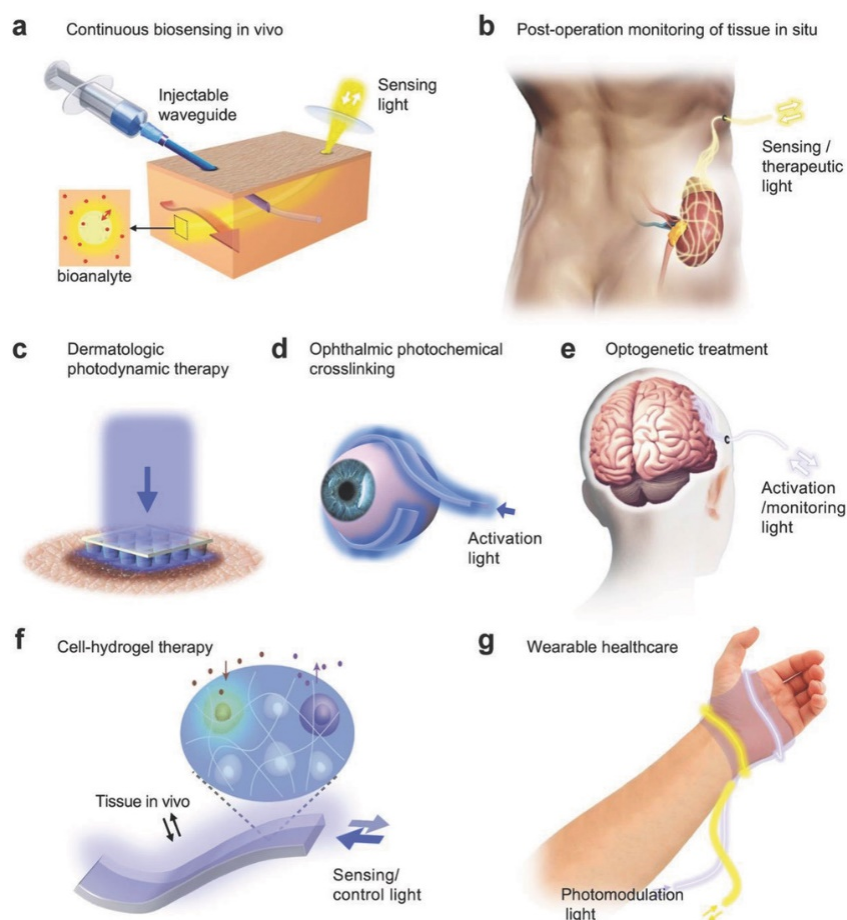 a Continuous biosensing in vivo
Injectable
waveguide
Sensing
light
bioanalyte
b Post-operation monitoring of tissue in situ
Sensing /
therapeutic
light
c Dermatologic
photodynamic therapy
d Ophthalmic photochemical
crosslinking
Activation
light
e Optogenetic treatment
c
Activation
/monitoring
light
f Cell-hydrogel therapy
Tissue in vivo
Sensing/
control light
g Wearable healthcare
Photomodulation
light